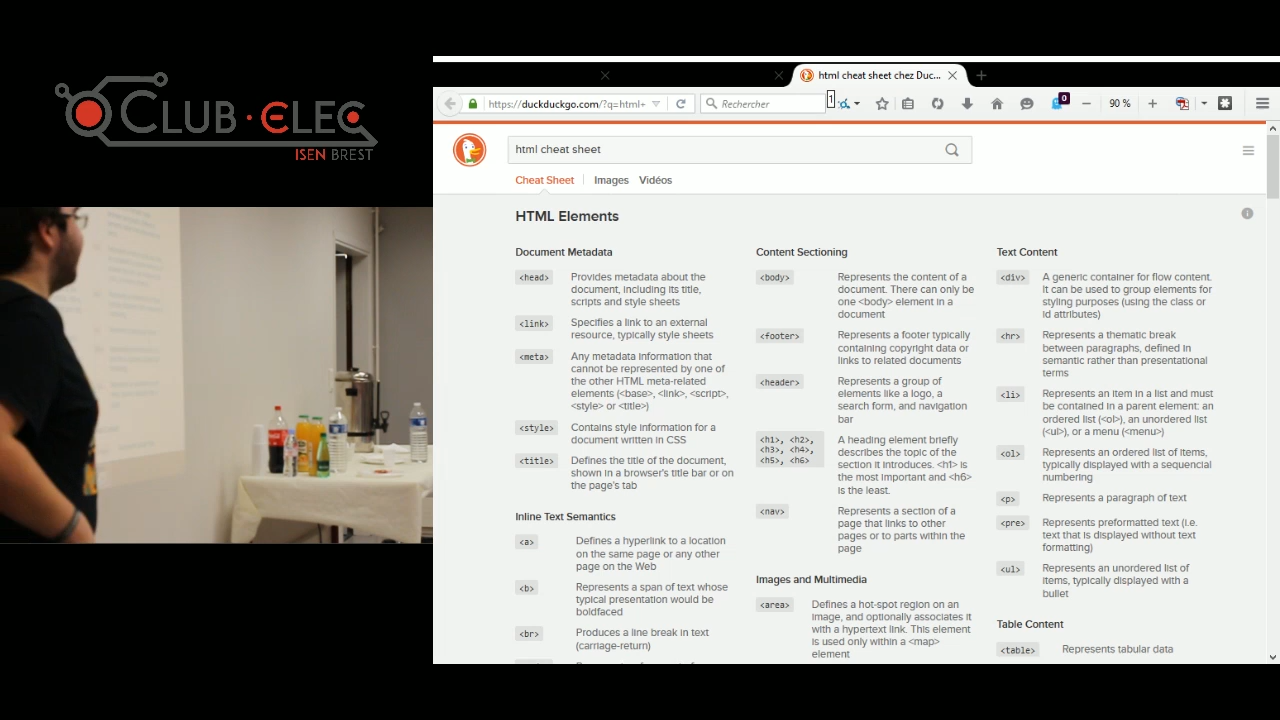 CLUB·ELEC
ISEN BREST
html cheat sheet chez Duc...
https://duckduckgo.com/?q=html+
Rechercher
1
0
90 %
html cheat sheet
Cheat Sheet
Images
Vidéos
HTML Elements
Document Metadata
<head>
Provides metadata about the
document, including its title,
scripts and style sheets
<link>
Specifies a link to an external
resource, typically style sheets
<meta>
Any metadata information that
cannot be represented by one of
the other HTML meta-related
elements (<base>, <link>, <script>,
<style> or <title>)
<style>
Contains style information for a
document written in CSS
<title>
Defines the title of the document,
shown in a browser's title bar or on
the page's tab
Inline Text Semantics
<a>
Defines a hyperlink to a location
on the same page or any other
page on the Web
<b>
Represents a span of text whose
typical presentation would be
boldfaced
<br>
Produces a line break in text
(carriage-return)
Content Sectioning
<body>
Represents the content of a
document. There can only be
one <body> element in a
document
<footer>
Represents a footer typically
containing copyright data or
links to related documents
<header>
Represents a group of
elements like a logo, a
search form, and navigation
bar
<h1>, <h2>,
<h3>, <h4>,
<h5>, <h6>
A heading element briefly
describes the topic of the
section it introduces. <h1> is
the most important and <h6>
is the least.
<nav>
Represents a section of a
page that links to other
pages or to parts within the
page
Images and Multimedia
<area>
Defines a hot-spot region on an
image, and optionally associates it
with a hypertext link. This element
is used only within a <map>
element
Text Content
<div>
A generic container for flow content.
It can be used to group elements for
styling purposes (using the class or
id attributes)
<hr>
Represents a thematic break
between paragraphs, defined in
semantic rather than presentational
terms
<li>
Represents an item in a list and must
be contained in a parent element: an
ordered list (<ol>), an unordered list
(<ul>), or a menu (<menu>)
<ol>
Represents an ordered list of items,
typically displayed with a sequencial
numbering
<p>
Represents a paragraph of text
<pre>
Represents preformatted text (i.e.
text that is displayed without text
formatting)
<ul>
Represents an unordered list of
items, typically displayed with a
bullet
Table Content
<table>
Represents tabular data